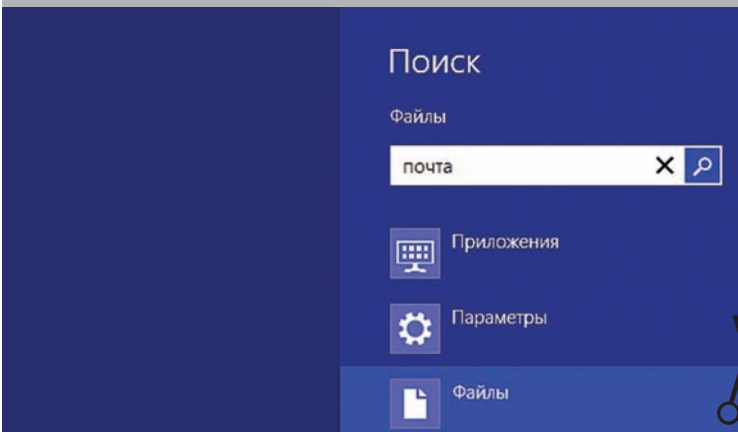 Поиск
Файлы
почта
Приложения
Параметры
Файлы